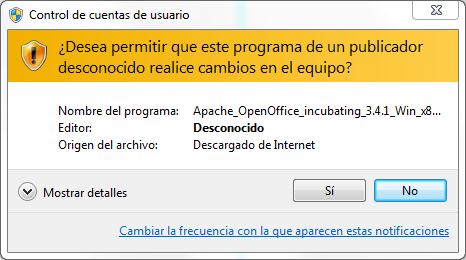 Control de cuentas de usuario
¿Desea permitir que este programa de un publicador
desconocido realice cambios en el equipo?
Nombre del programa: Apache_OpenOffice_incubating_3.4.1_Win_x8...
Editor: Desconocido
Origen del archivo: Descargado de Internet
Mostrar detalles Sí No
Cambiar la frecuencia con la que aparecen estas notificaciones